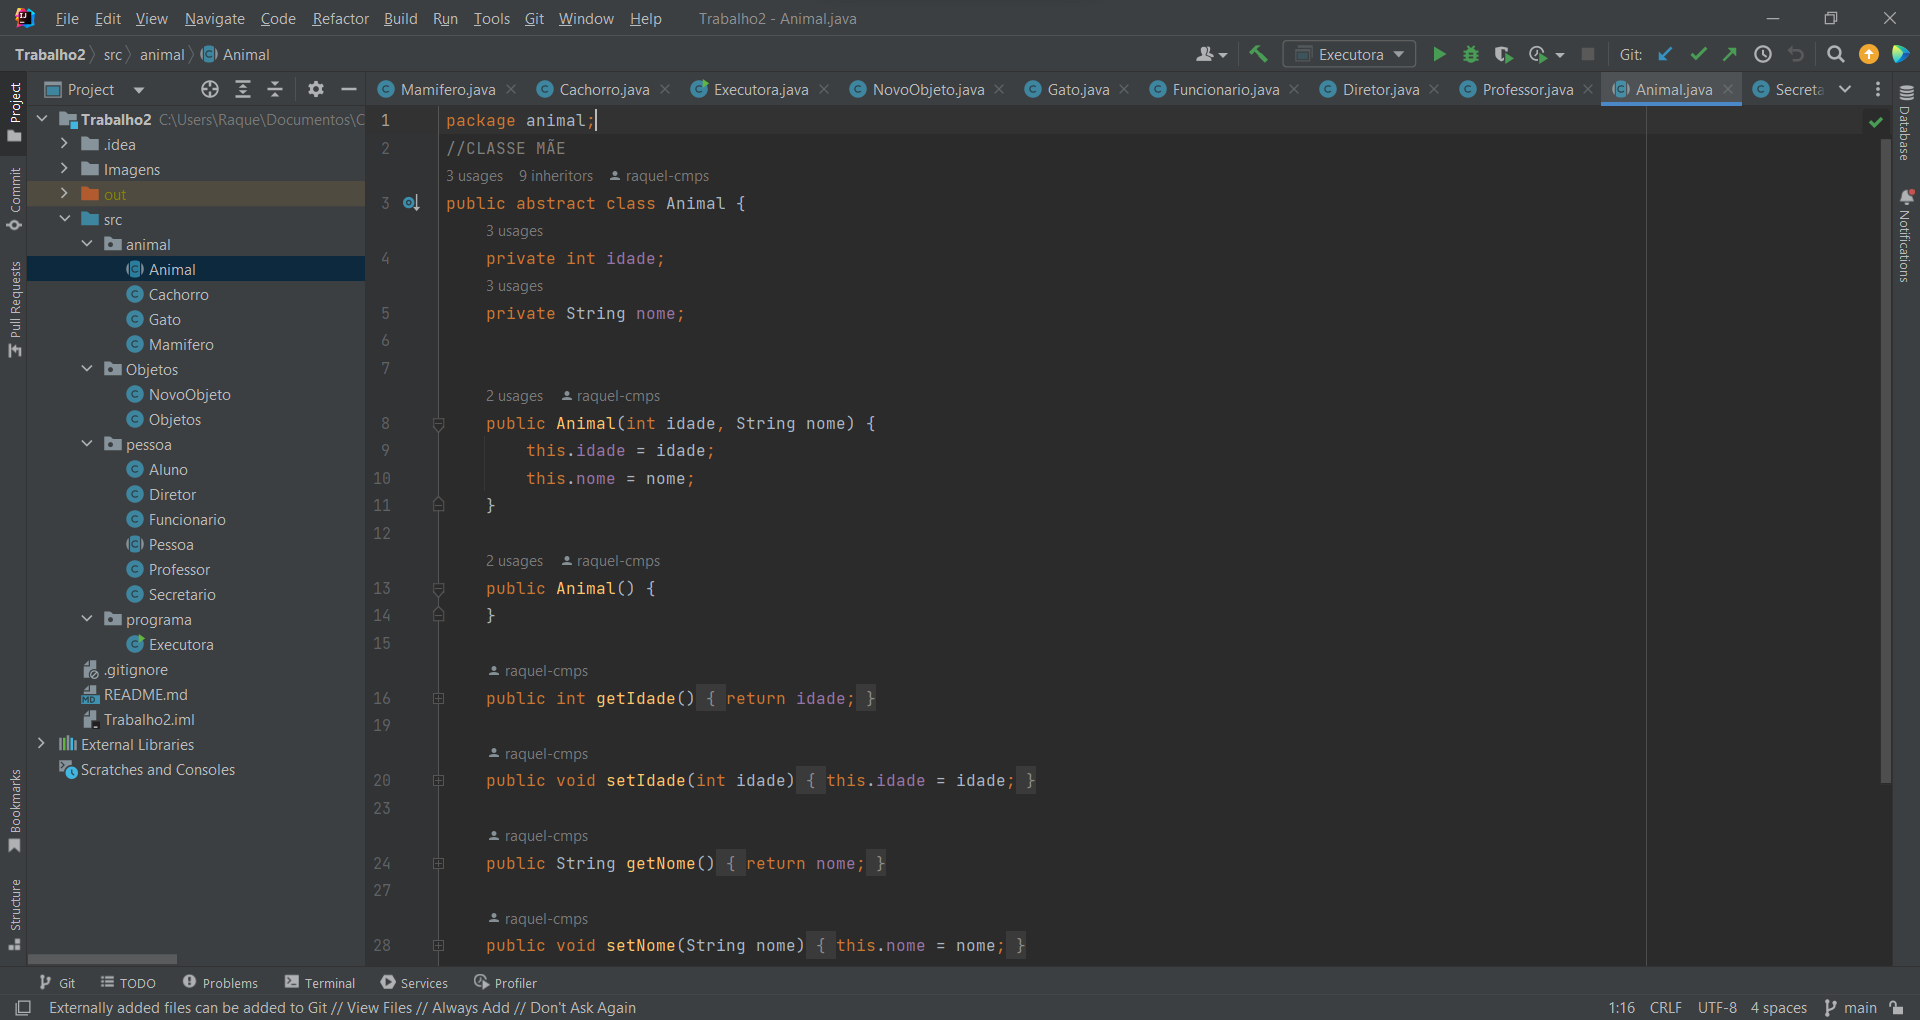 File Edit View Navigate Code Refactor Build Run Tools Git Window Help Trabalho2 - Animal.java
Trabalho2 src animal Animal
Executora Git:
Project
Mamifero.java Cachorro.java Executora.java NovoObjeto.java Gato.java Funcionario.java Diretor.java Professor.java Animal.java Secreta
Project
Commit
Pull Requests
Bookmarks
Structure
Trabalho2 C:\Users\Raque\Documentos\C
.idea
Imagens
out
src
animal
Animal
Cachorro
Gato
Mamifero
Objetos
NovoObjeto
Objetos
pessoa
Aluno
Diretor
Funcionario
Pessoa
Professor
Secretario
programa
Executora
.gitignore
README.md
Trabalho2.iml
External Libraries
Scratches and Consoles
1 package animal;
2 //CLASSE MÃE
3 usages 9 inheritors raquel-cmps
3 public abstract class Animal {
3 usages
4 private int idade;
3 usages
5 private String nome;
6
7
2 usages raquel-cmps
8 public Animal(int idade, String nome) {
9 this.idade = idade;
10 this.nome = nome;
11 }
12
2 usages raquel-cmps
13 public Animal() {
14 }
15
raquel-cmps
16 public int getIdade() { return idade; }
19
raquel-cmps
20 public void setIdade(int idade) { this.idade = idade; }
23
raquel-cmps
24 public String getNome() { return nome; }
27
raquel-cmps
28 public void setNome(String nome) { this.nome = nome; }
Database
Notifications
Git TODO Problems Terminal Services Profiler
Externally added files can be added to Git // View Files // Always Add // Don't Ask Again
1:16 CRLF UTF-8 4 spaces main